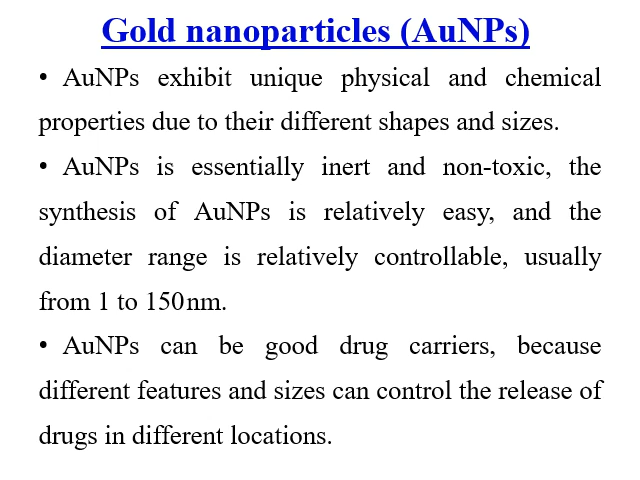 Gold nanoparticles (AuNPs)
• AuNPs exhibit unique physical and chemical
properties due to their different shapes and sizes.
• AuNPs is essentially inert and non-toxic, the
synthesis of AuNPs is relatively easy, and the
diameter range is relatively controllable, usually
from 1 to 150 nm.
• AuNPs can be good drug carriers, because
different features and sizes can control the release of
drugs in different locations.